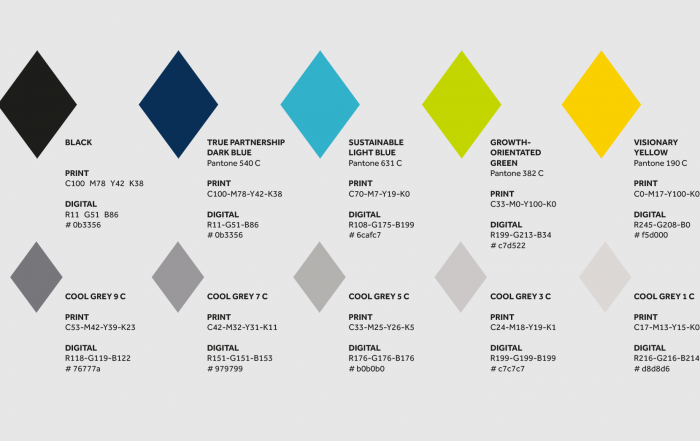 BLACK
PRINT
C100 M78 Y42 K38
DIGITAL
R11 G51 B86
# 0b3356
TRUE PARTNERSHIP
DARK BLUE
Pantone 540 C
PRINT
C100-M78-Y42-K38
DIGITAL
R11-G51-B86
# 0b3356
SUSTAINABLE
LIGHT BLUE
Pantone 631 C
PRINT
C70-M7-Y19-K0
DIGITAL
R108-G175-B199
# 6cafc7
GROWTH-
ORIENTATED
GREEN
Pantone 382 C
PRINT
C33-M0-Y100-K0
DIGITAL
R199-G213-B34
# c7d522
VISIONARY
YELLOW
Pantone 190 C
PRINT
C0-M17-Y100-K0
DIGITAL
R245-G208-B0
# f5d000
COOL GREY 9 C
PRINT
C53-M42-Y39-K23
DIGITAL
R118-G119-B122
# 76777a
COOL GREY 7 C
PRINT
C42-M32-Y31-K11
DIGITAL
R151-G151-B153
# 979799
COOL GREY 5 C
PRINT
C33-M25-Y26-K5
DIGITAL
R176-G176-B176
# b0b0b0
COOL GREY 3 C
PRINT
C24-M18-Y19-K1
DIGITAL
R199-G199-B199
# c7c7c7
COOL GREY 1 C
PRINT
C17-M13-Y15-K0
DIGITAL
R216-G216-B214
# d8d8d6